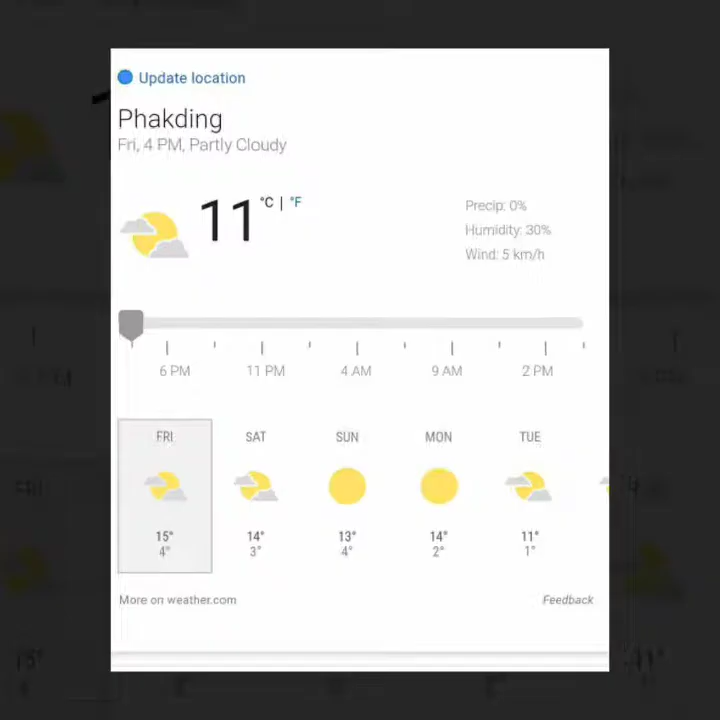 Update location
Phakding
Fri, 4 PM, Partly Cloudy
11 °C | °F
Precip: 0%
Humidity: 30%
Wind: 5 km/h
6 PM 11 PM 4 AM 9 AM 2 PM
FRI SAT SUN MON TUE
15° 14° 13° 14° 11°
4° 3° 4° 2° 1°
More on weather.com Feedback